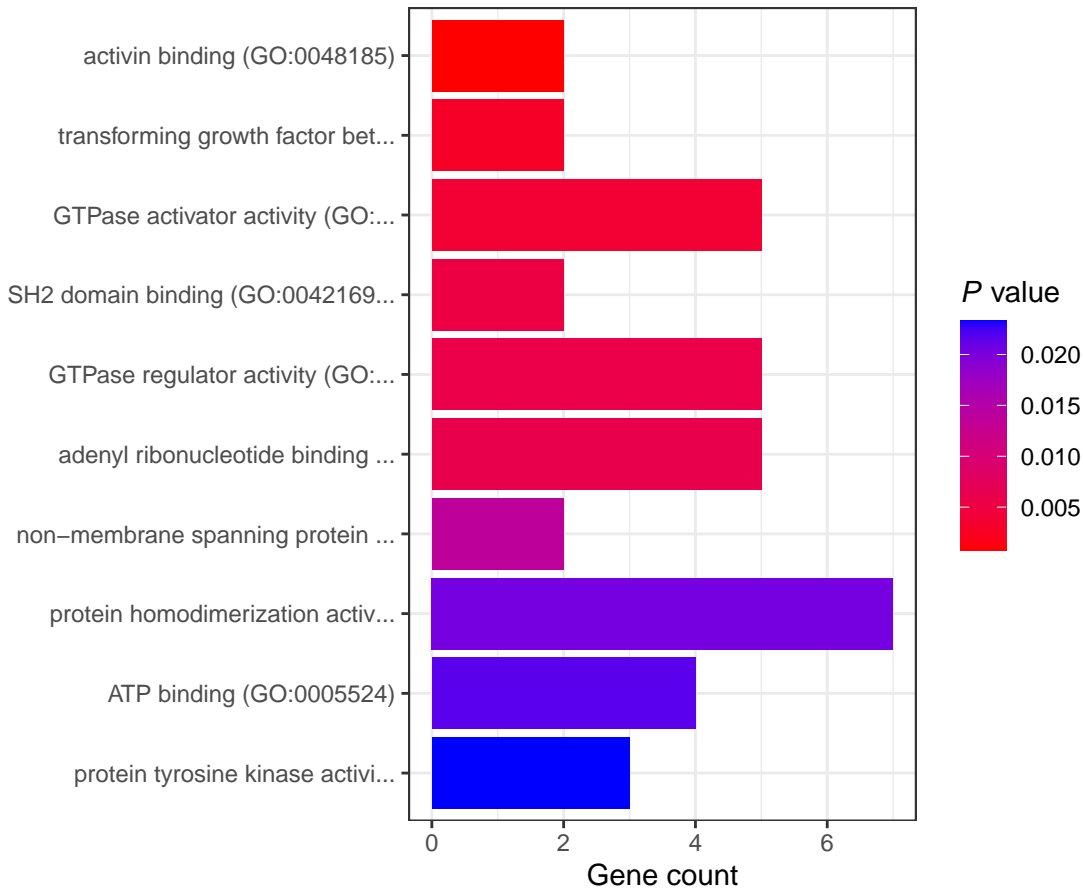 activin binding (GO:0048185)
transforming growth factor bet...
GTPase activator activity (GO:...
SH2 domain binding (GO:0042169...
GTPase regulator activity (GO:...
adenyl ribonucleotide binding ...
non−membrane spanning protein ...
protein homodimerization activ...
ATP binding (GO:0005524)
protein tyrosine kinase activi...
0 2 4 6
Gene count
P value
0.020
0.015
0.010
0.005